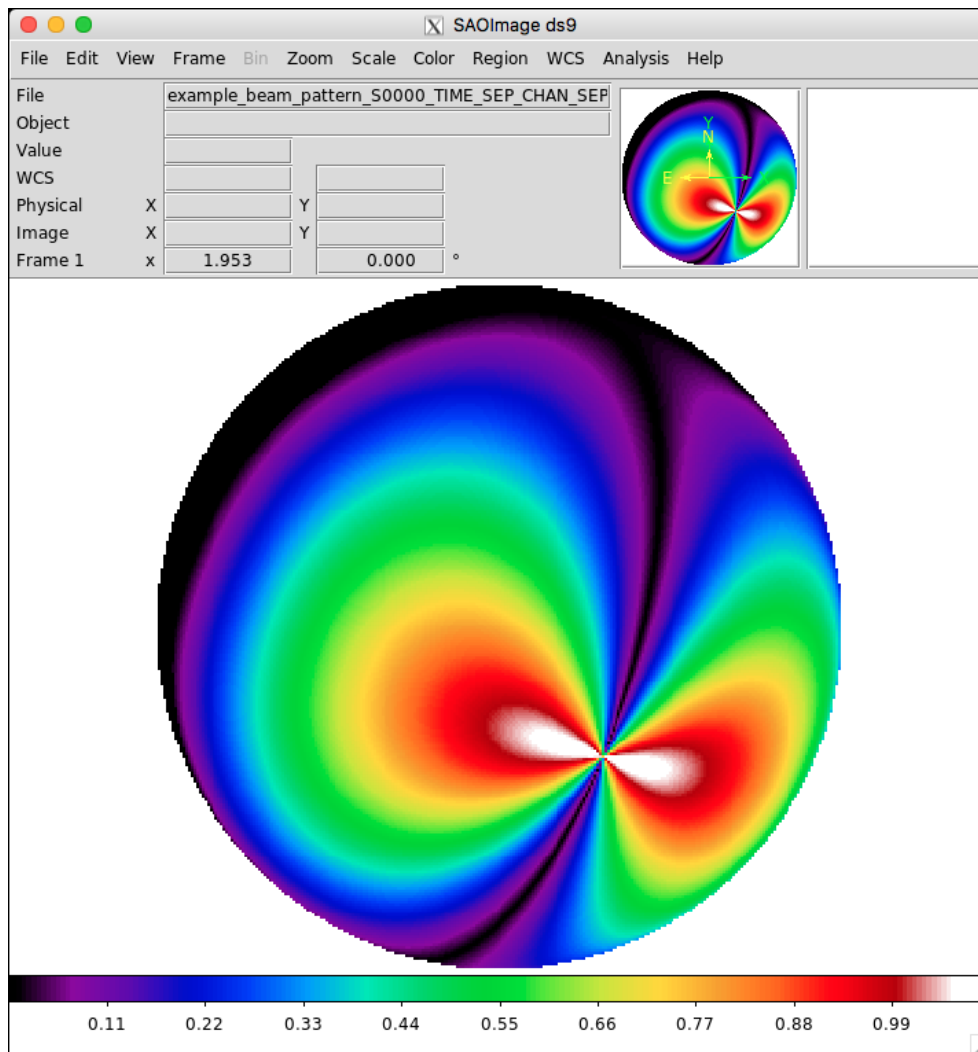 SAOImage ds9
File Edit View Frame Bin Zoom Scale Color Region WCS Analysis Help
File example_beam_pattern_S0000_TIME_SEP_CHAN_SEP
Object
Value
WCS
Physical X Y
Image X Y
Frame 1 x 1.953 0.000 °
Y
N
E
0.11 0.22 0.33 0.44 0.55 0.66 0.77 0.88 0.99